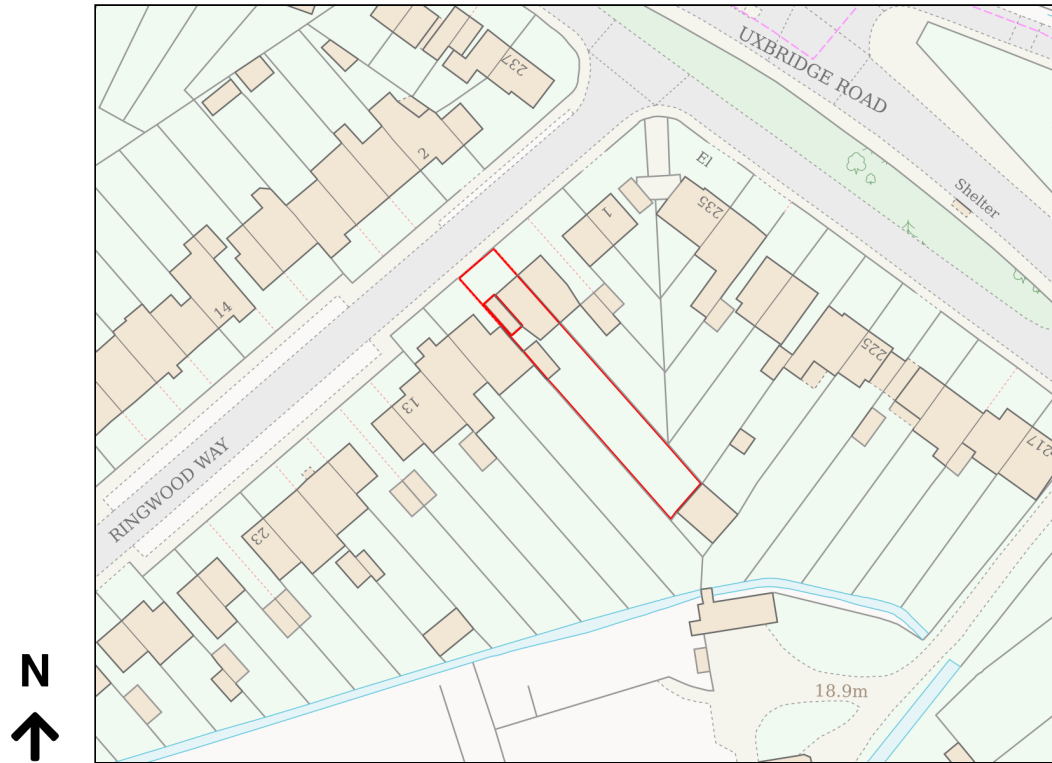 237
UXBRIDGE ROAD
2
El
Shelter
235
1
14
225
13
217
RINGWOOD WAY
23
N
18.9m